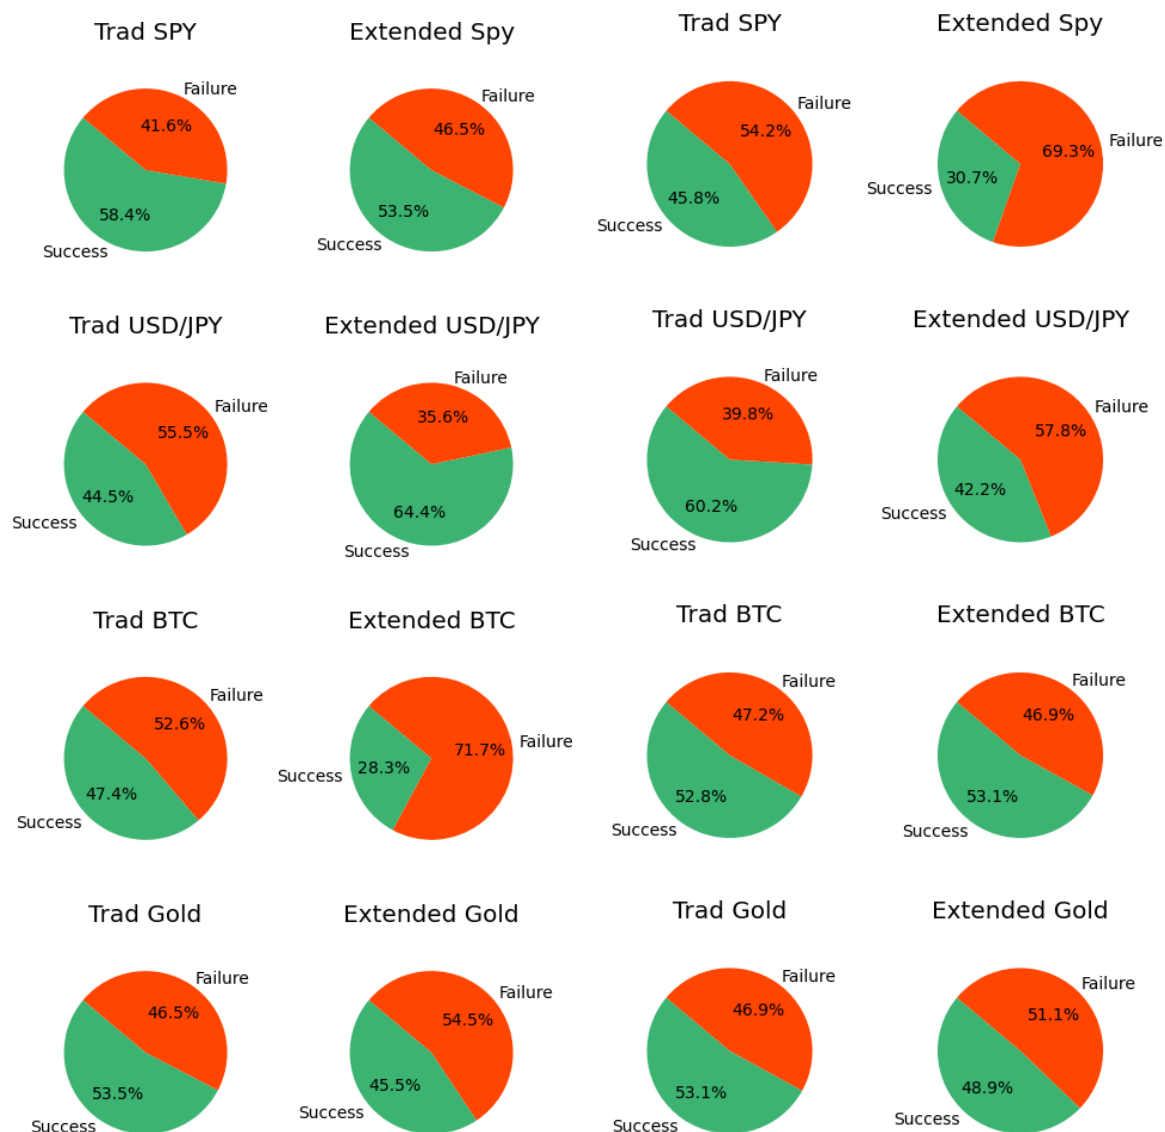 Trad SPY
Failure
41.6%
58.4%
Success
Extended Spy
Failure
46.5%
53.5%
Success
Trad SPY
Failure
54.2%
45.8%
Success
Extended Spy
Failure
69.3%
30.7%
Success
Trad USD/JPY
Failure
55.5%
44.5%
Success
Extended USD/JPY
Failure
35.6%
64.4%
Success
Trad USD/JPY
Failure
39.8%
60.2%
Success
Extended USD/JPY
Failure
57.8%
42.2%
Success
Trad BTC
Failure
52.6%
47.4%
Success
Extended BTC
Failure
71.7%
28.3%
Success
Trad BTC
Failure
47.2%
52.8%
Success
Extended BTC
Failure
46.9%
53.1%
Success
Trad Gold
Failure
46.5%
53.5%
Success
Extended Gold
Failure
54.5%
45.5%
Success
Trad Gold
Failure
46.9%
53.1%
Success
Extended Gold
Failure
51.1%
48.9%
Success